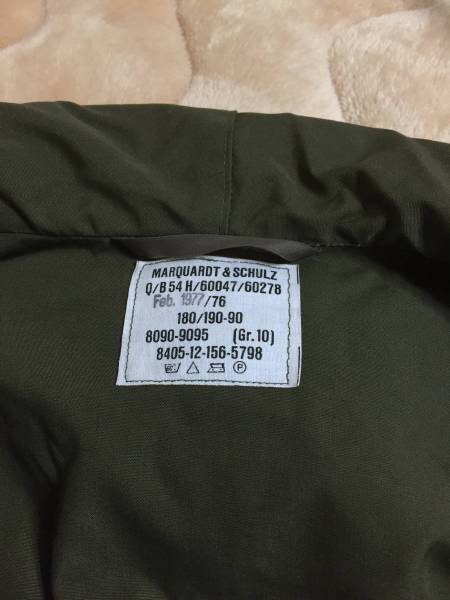 MARQUARDT & SCHULZ
Q/B 54 H/60047/60278
Feb. 1977/76
180/190-90
8090-9095 (Gr.10)
8405-12-156-5798
P